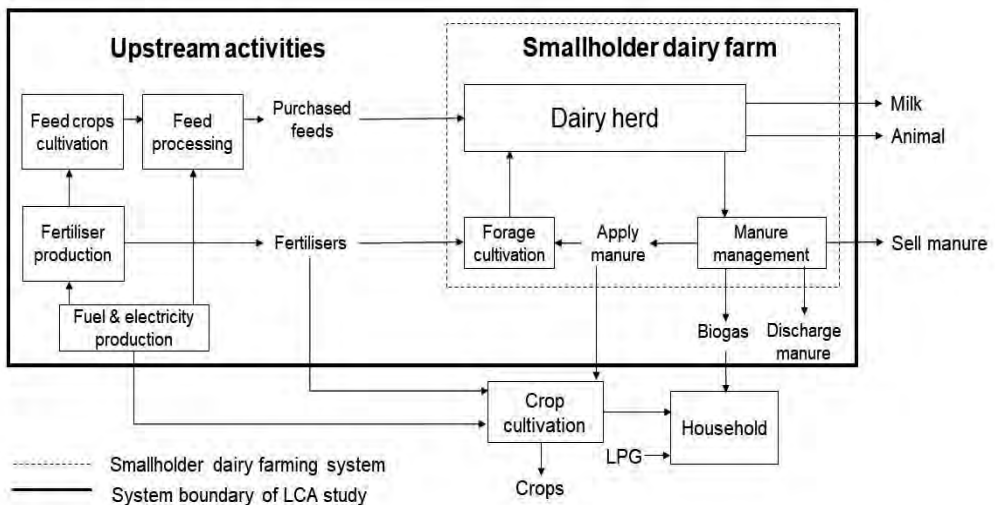 Upstream activities
Smallholder dairy farm
Feed crops
cultivation
Feed
processing
Purchased
feeds
Dairy herd
Milk
Animal
Fertiliser
production
Fertilisers
Forage
cultivation
Apply
manure
Manure
management
Sell manure
Fuel & electricity
production
Biogas
Discharge
manure
Crop
cultivation
Household
LPG
Crops
Smallholder dairy farming system
System boundary of LCA study